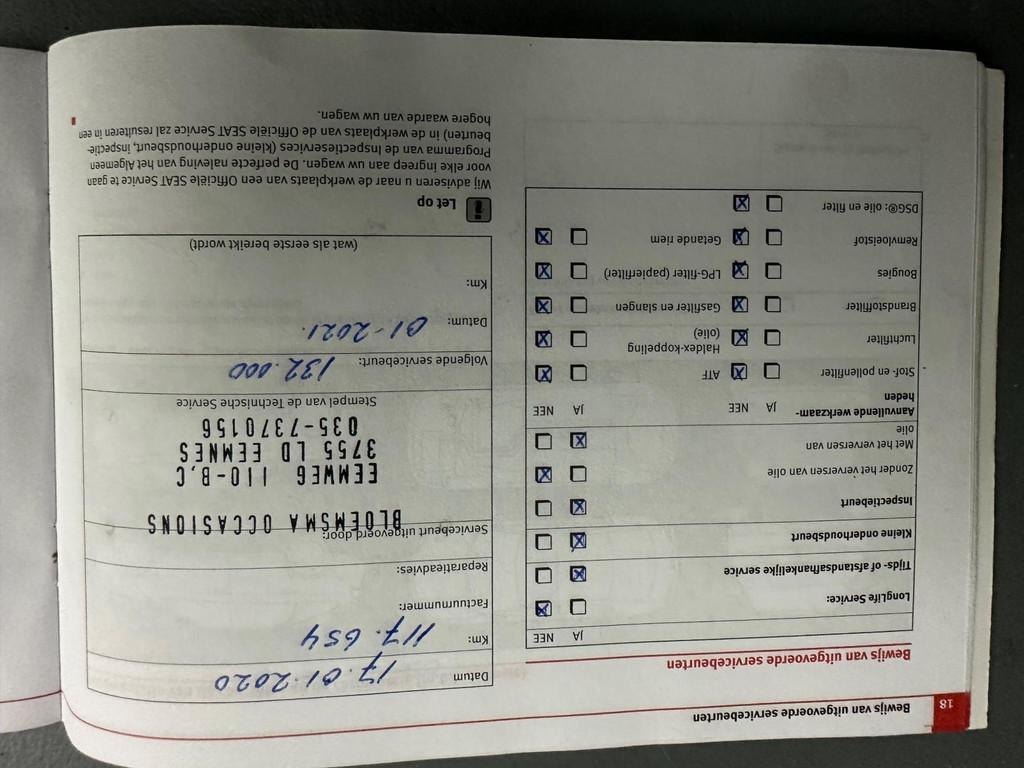 18
Bewijs van uitgevoerde servicebeurten
Bewijs van uitgevoerde servicebeurten
JA NEE
LongLife Service:
Tijds- of afstandsafhankelijke service
Kleine onderhoudsbeurt
Inspectiebeurt
Zonder het verversen van olie
Met het verversen van
olie
Aanvullende werkzaam-
heden
JA NEE JA NEE
Stof- en pollenfilter ATF
Luchtfilter Haldex-koppeling
(olie)
Brandstoffilter Gasfilter en slangen
Bougies LPG-filter (papierfilter)
Remvloeistof Getande riem
DSG®: olie en filter
Datum 17.01.2020
Km: 117.654
Factuurnummer:
Reparatieadvies:
Servicebeurt uitgevoerd door:
BLOEMSMA OCCASIONS
EEMWEG 110-B,C
3755 LD EEMNES
035-7370156
Stempel van de Technische Service
Volgende servicebeurt: 132.000
Datum: 01-2021.
Km:
(wat als eerste bereikt wordt)
Let op
Wij adviseren u naar de werkplaats van een Officiële SEAT Service te gaan
voor elke ingreep aan uw wagen. De perfecte naleving van het Algemeen
Programma van de Inspectieservices (kleine onderhoudsbeurt, inspectie-
beurten) in de werkplaats van de Officiële SEAT Service zal resulteren in een
hogere waarde van uw wagen.